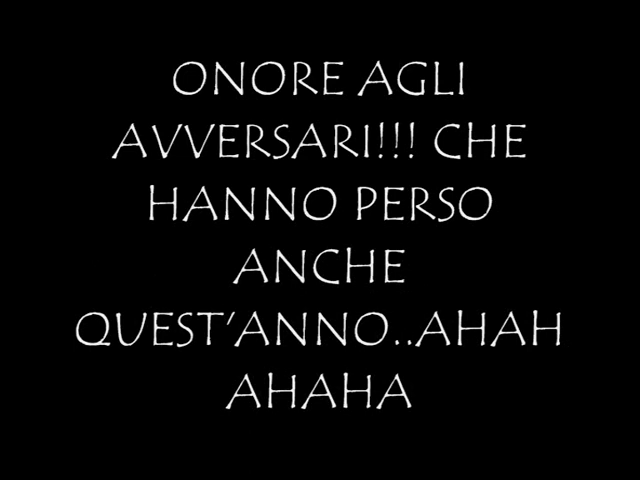 ONORE AGLI
AVVERSARI!!! CHE
HANNO PERSO
ANCHE
QUEST'ANNO..AHAH
AHAHA